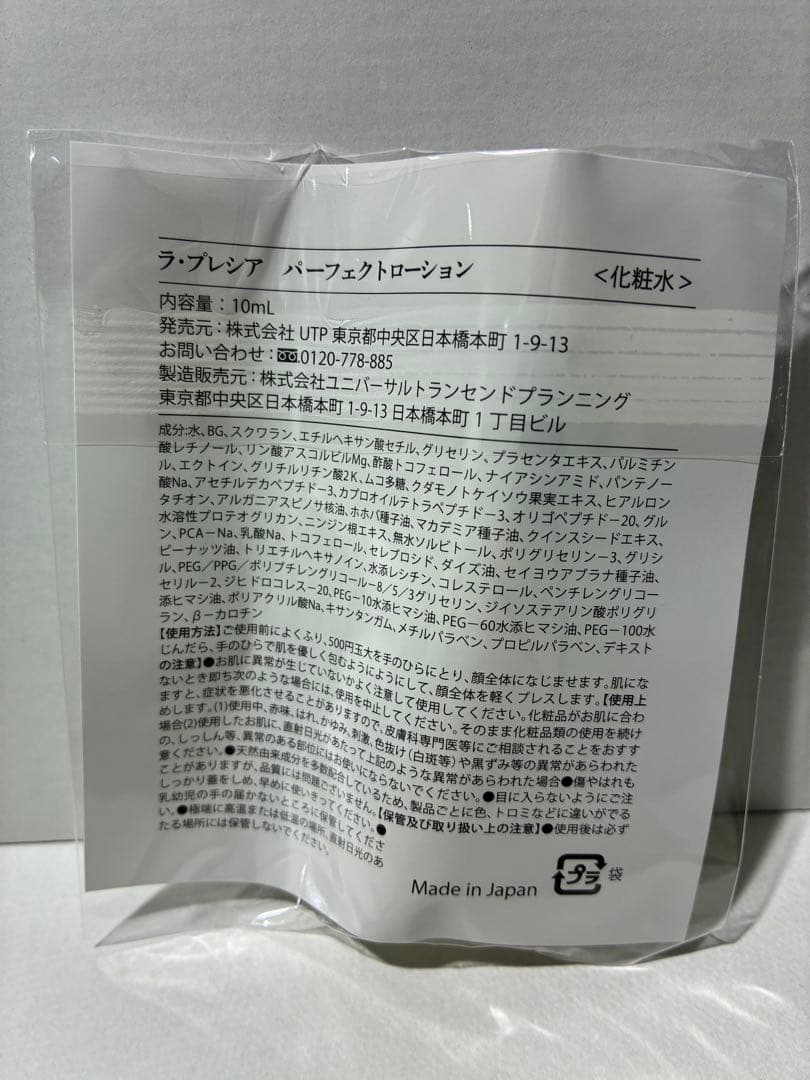 ラ・プレシア　パーフェクトローション　<化粧水>
内容量：10mL
発売元：株式会社 UTP 東京都中央区日本橋本町 1-9-13
お問い合わせ：0120-778-885
製造販売元：株式会社ユニバーサルトランセンドプランニング
東京都中央区日本橋本町 1-9-13 日本橋本町 1 丁目ビル
成分:水、BG、スクワラン、エチルヘキサン酸セチル、グリセリン、プラセンタエキス、パルミチン
酸レチノール、リン酸アスコルビルMg、酢酸トコフェロール、ナイアシンアミド、パンテノー
ル、エクトイン、グリチルリチン酸2K、ムコ多糖、クダモノトケイソウ果実エキス、ヒアルロン
酸Na、アセチルデカペプチド-3、カプロオイルテトラペプチド-3、オリゴペプチド-20、グル
タチオン、アルガニアスピノサ核油、ホホバ種子油、マカデミア種子油、クインスシードエキス、
水溶性プロテオグリカン、ニンジン根エキス、無水ソルビトール、ポリグリセリン-3、グリシ
ン、PCA-Na、乳酸Na、トコフェロール、セレブロシド、ダイズ油、セイヨウアブラナ種子油、
ピーナッツ油、トリエチルヘキサノイン、水添レシチン、コレステロール、ペンチレングリコー
ル、PEG/PPG/ポリブチレングリコール-8/5/3グリセリン、ジイソステアリン酸ポリグリ
セリル-2、ジヒドロコレス-20、PEG-10水添ヒマシ油、PEG-60水添ヒマシ油、PEG-100水
添ヒマシ油、ポリアクリル酸Na、キサンタンガム、メチルパラベン、プロピルパラベン、デキスト
ラン、β-カロチン
【使用方法】ご使用前によくふり、500円玉大を手のひらにとり、顔全体になじませます。肌にな
じんだら、手のひらで肌を優しく包むようにようにして、顔全体を軽くプレスします。【使用上
の注意】●お肌に異常が生じていないかよく注意して使用してください。化粧品がお肌に合わ
ないとき即ち次のような場合には、使用を中止してください。そのまま化粧品類の使用を続け
ますと、症状を悪化させることがありますので、皮膚科専門医等にご相談されることをおすす
めします。(1)使用中、赤味、はれ、かゆみ、刺激、色抜け(白斑等)や黒ずみ等の異常があらわれた
場合(2)使用したお肌に、直射日光があたって上記のような異常があらわれた場合●傷やはれも
の、しっしん等、異常のある部位にはお使いにならないでください。●目に入らないようにご注
意ください。●天然由来成分を多数配合しているため、製品ごとに色、トロミなどに違いがでる
ことがありますが、品質には問題ございません。【保管及び取り扱い上の注意】●使用後は必ず
しっかり蓋をしめ、早めに使いきってください。●
乳幼児の手の届かないところに保管してくださ
い。●極端に高温または低温の場所、直射日光のあ
たる場所には保管しないでください。
Made in Japan
プラ
袋